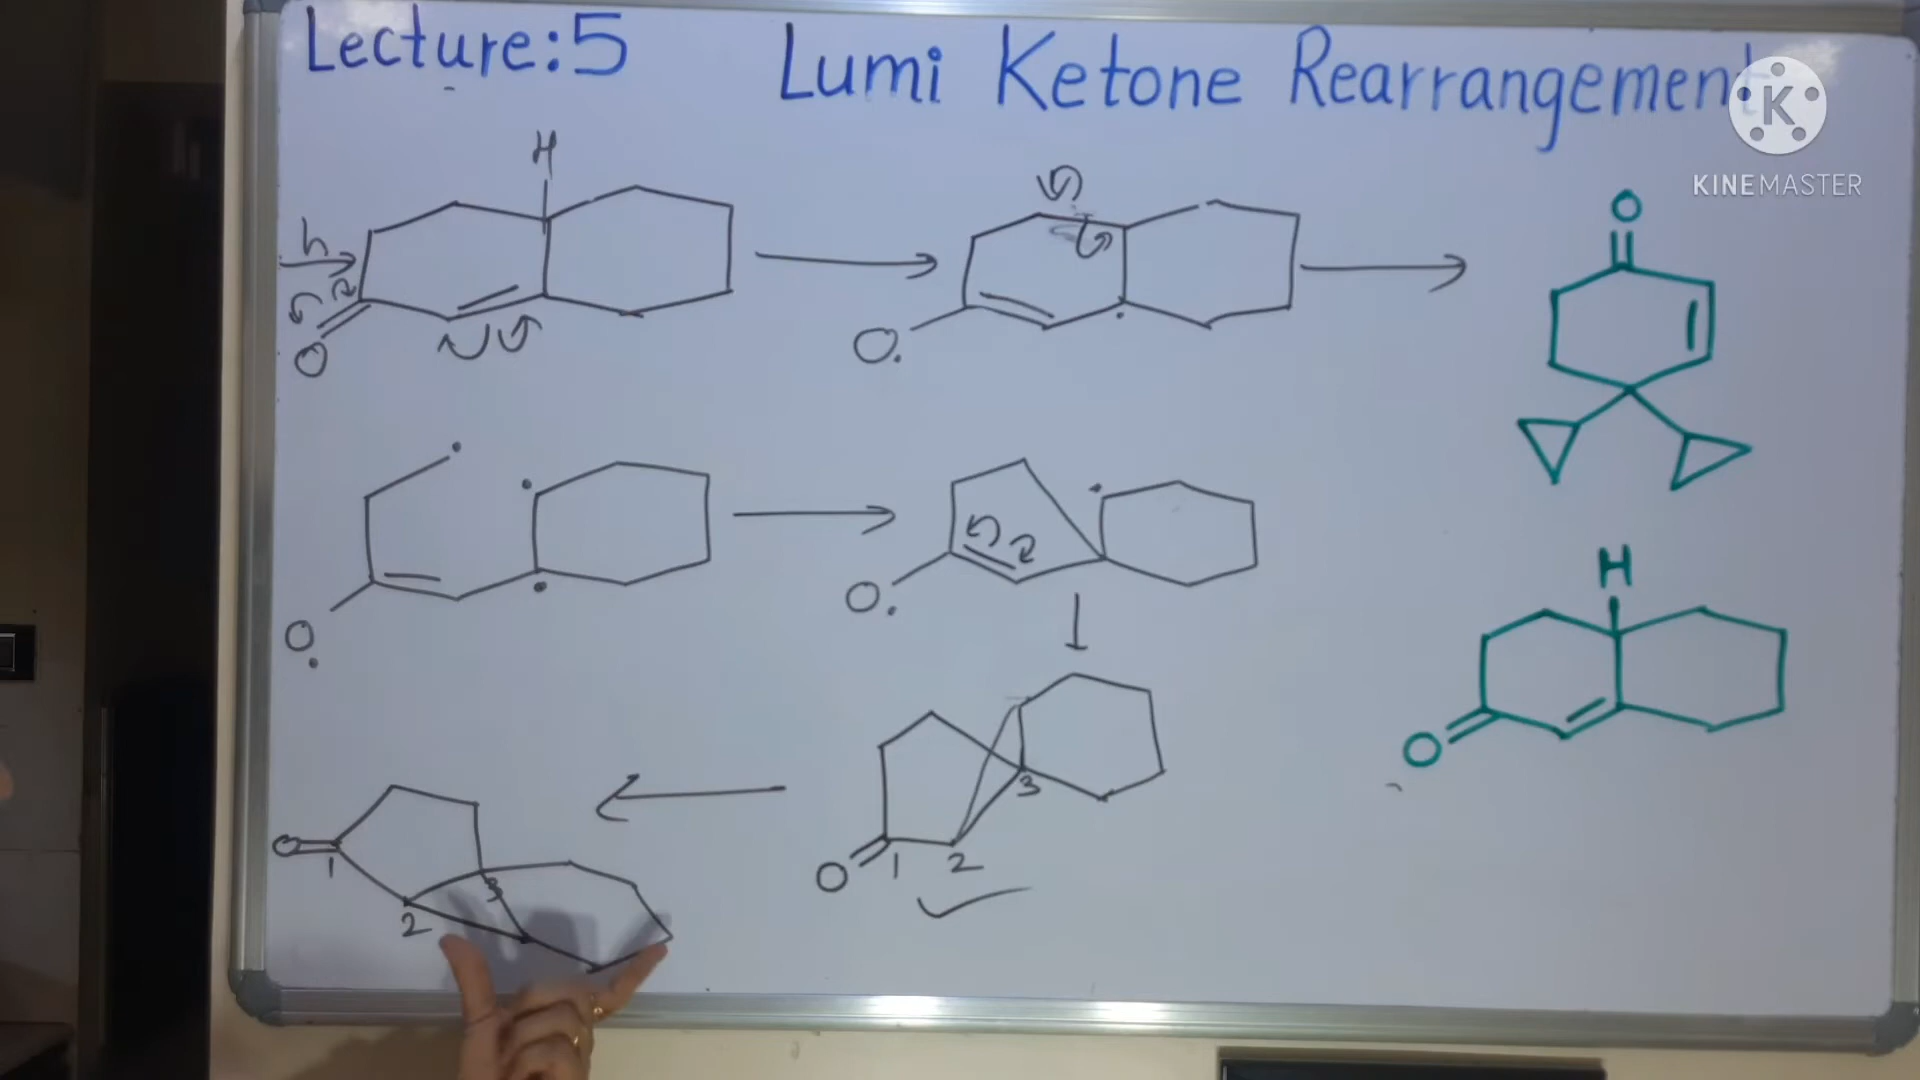 Lecture:5 Lumi Ketone Rearrangement
K
KINEMASTER
H
h
O
O.
O
O.
O.
H
O
3
O
1
2
O
1
2
3